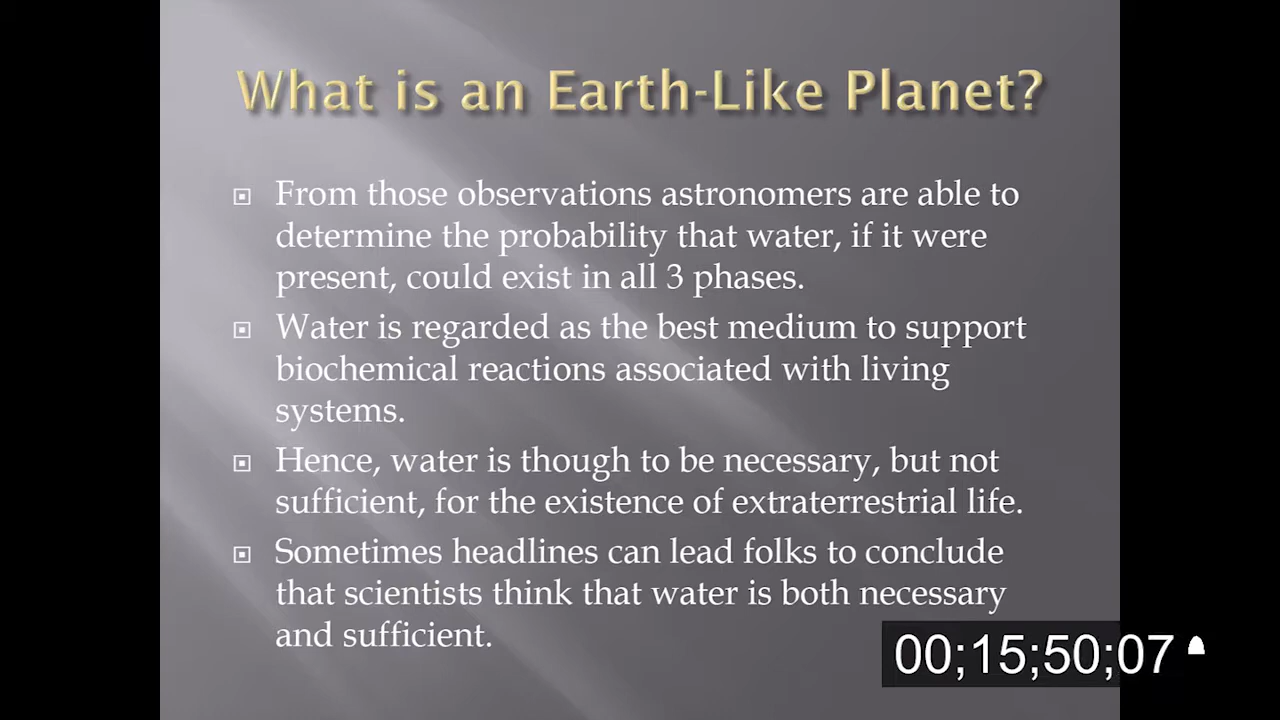 What is an Earth-Like Planet?
From those observations astronomers are able to
determine the probability that water, if it were
present, could exist in all 3 phases.
Water is regarded as the best medium to support
biochemical reactions associated with living
systems.
Hence, water is though to be necessary, but not
sufficient, for the existence of extraterrestrial life.
Sometimes headlines can lead folks to conclude
that scientists think that water is both necessary
and sufficient.
00;15;50;07